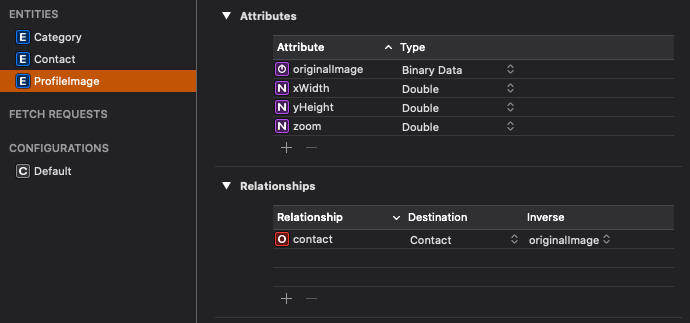 ENTITIES
E Category
E Contact
E ProfileImage
FETCH REQUESTS
CONFIGURATIONS
C Default
Attributes
Attribute Type
originalImage Binary Data
N xWidth Double
N yHeight Double
N zoom Double
Relationships
Relationship Destination Inverse
O contact Contact originalImage